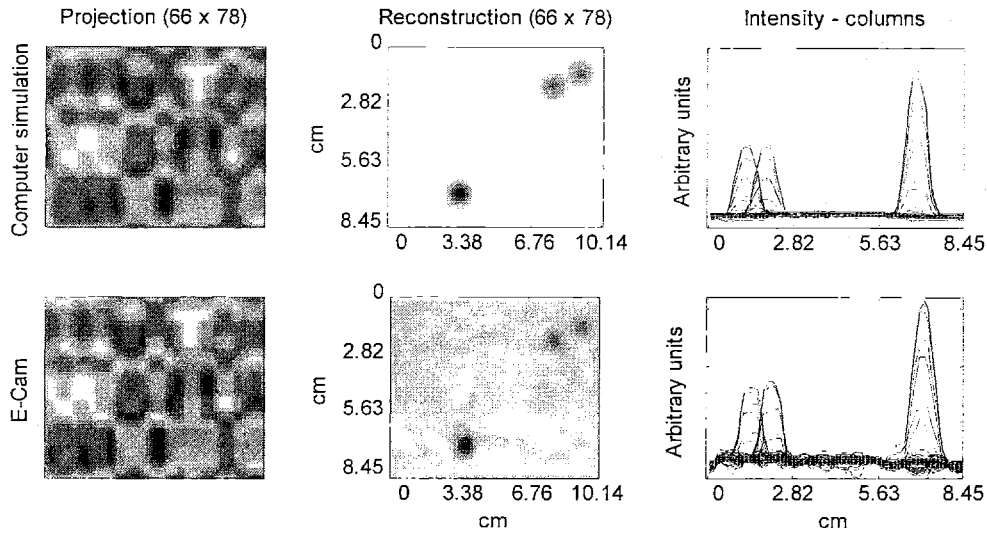 Projection (66 x 78)
Reconstruction (66 x 78)
Intensity - columns
Computer simulation
cm
0
2.82
5.63
8.45
0 3.38 6.76 10.14
Arbitrary units
0 2.82 5.63 8.45
E-Cam
cm
0
2.82
5.63
8.45
0 3.38 6.76 10.14
cm
Arbitrary units
0 2.82 5.63 8.45
cm